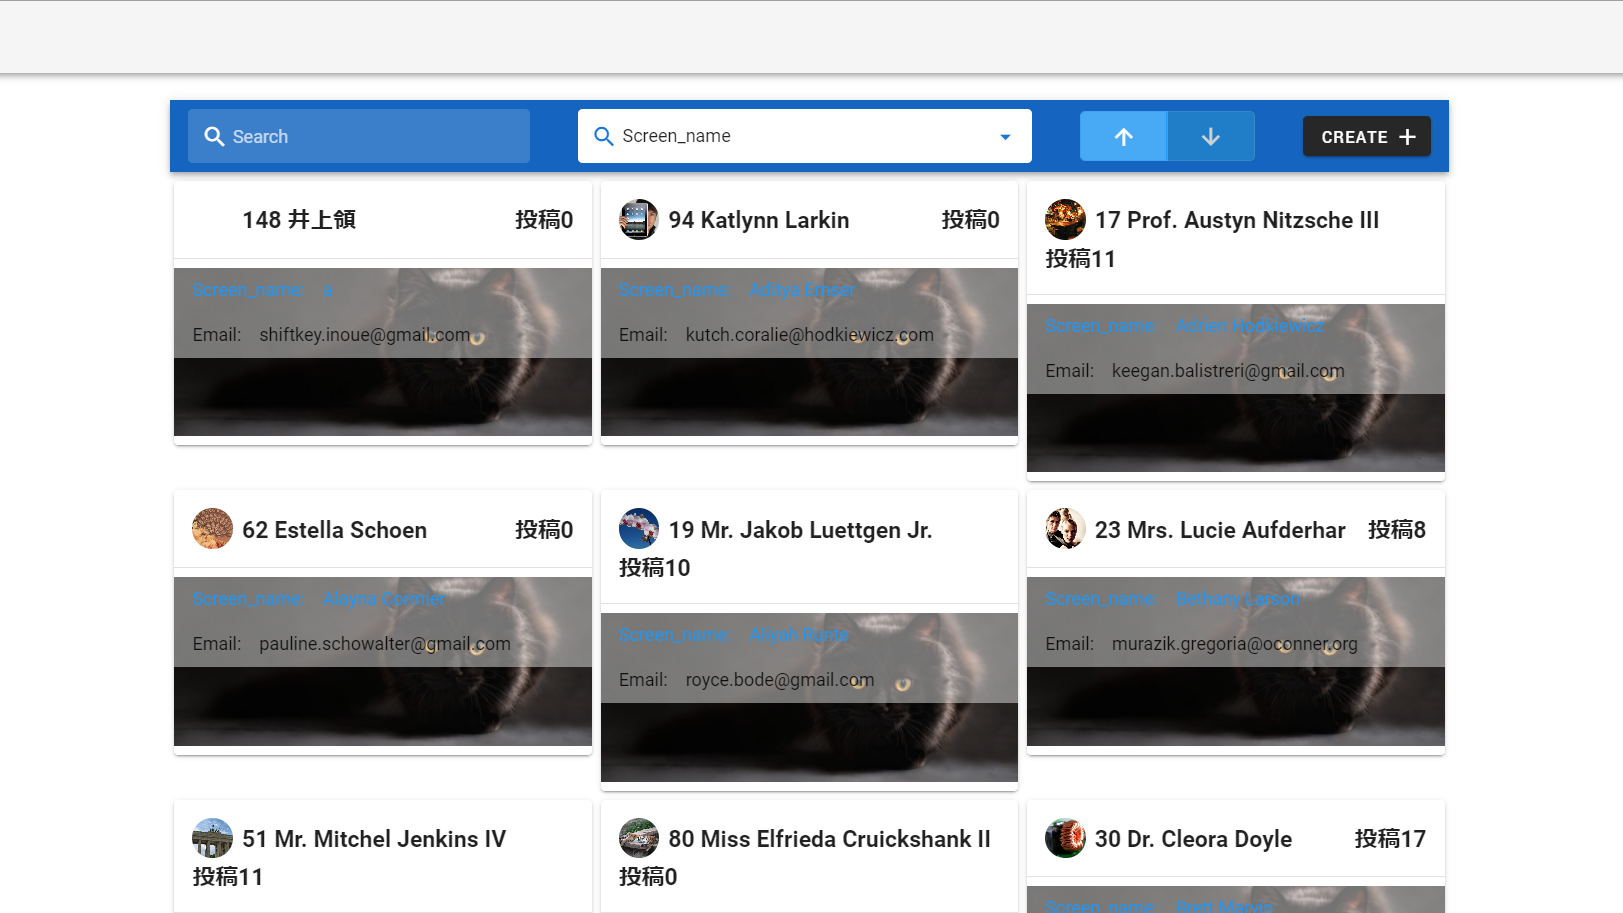 Search
Screen_name
CREATE
148 井上領 投稿0
Screen_name: a
Email: shiftkey.inoue@gmail.com
94 Katlynn Larkin 投稿0
Screen_name: Aditya Ernser
Email: kutch.coralie@hodkiewicz.com
17 Prof. Austyn Nitzsche III
投稿11
Screen_name: Adrien Hodkiewicz
Email: keegan.balistreri@gmail.com
62 Estella Schoen 投稿0
Screen_name: Alayna Cormier
Email: pauline.schowalter@gmail.com
19 Mr. Jakob Luettgen Jr.
投稿10
Screen_name: Aliyah Runte
Email: royce.bode@gmail.com
23 Mrs. Lucie Aufderhar 投稿8
Screen_name: Bethany Larson
Email: murazik.gregoria@oconner.org
51 Mr. Mitchel Jenkins IV
投稿11
80 Miss Elfrieda Cruickshank II
投稿0
30 Dr. Cleora Doyle 投稿17
Screen_name: Brett Marvin